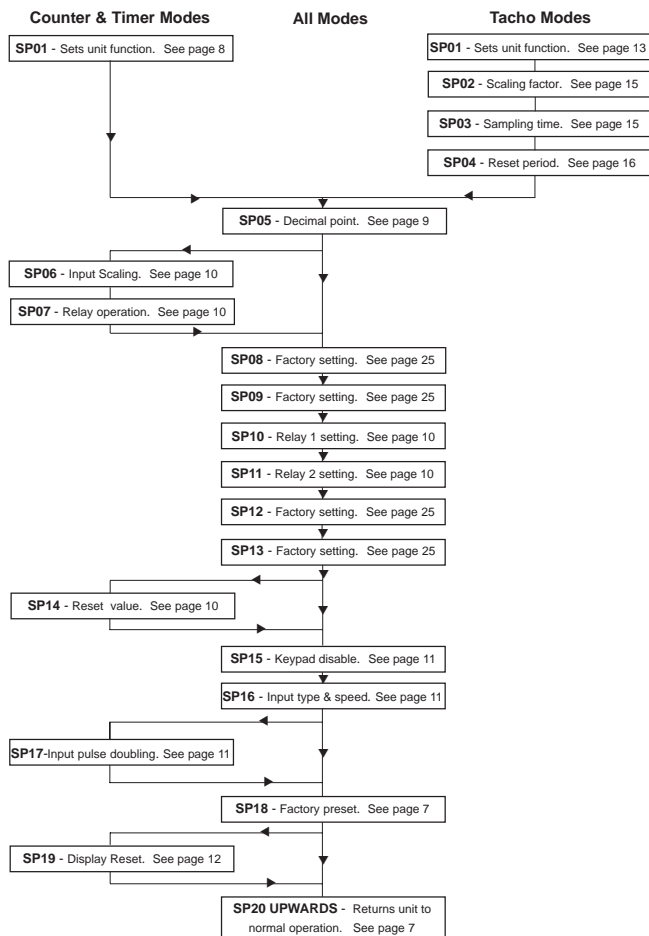 Counter & Timer Modes
All Modes
Tacho Modes
SP01 - Sets unit function. See page 8
SP01 - Sets unit function. See page 13
SP02 - Scaling factor. See page 15
SP03 - Sampling time. See page 15
SP04 - Reset period. See page 16
SP05 - Decimal point. See page 9
SP06 - Input Scaling. See page 10
SP07 - Relay operation. See page 10
SP08 - Factory setting. See page 25
SP09 - Factory setting. See page 25
SP10 - Relay 1 setting. See page 10
SP11 - Relay 2 setting. See page 10
SP12 - Factory setting. See page 25
SP13 - Factory setting. See page 25
SP14 - Reset value. See page 10
SP15 - Keypad disable. See page 11
SP16 - Input type & speed. See page 11
SP17-Input pulse doubling. See page 11
SP18 - Factory preset. See page 7
SP19 - Display Reset. See page 12
SP20 UPWARDS - Returns unit to
normal operation. See page 7